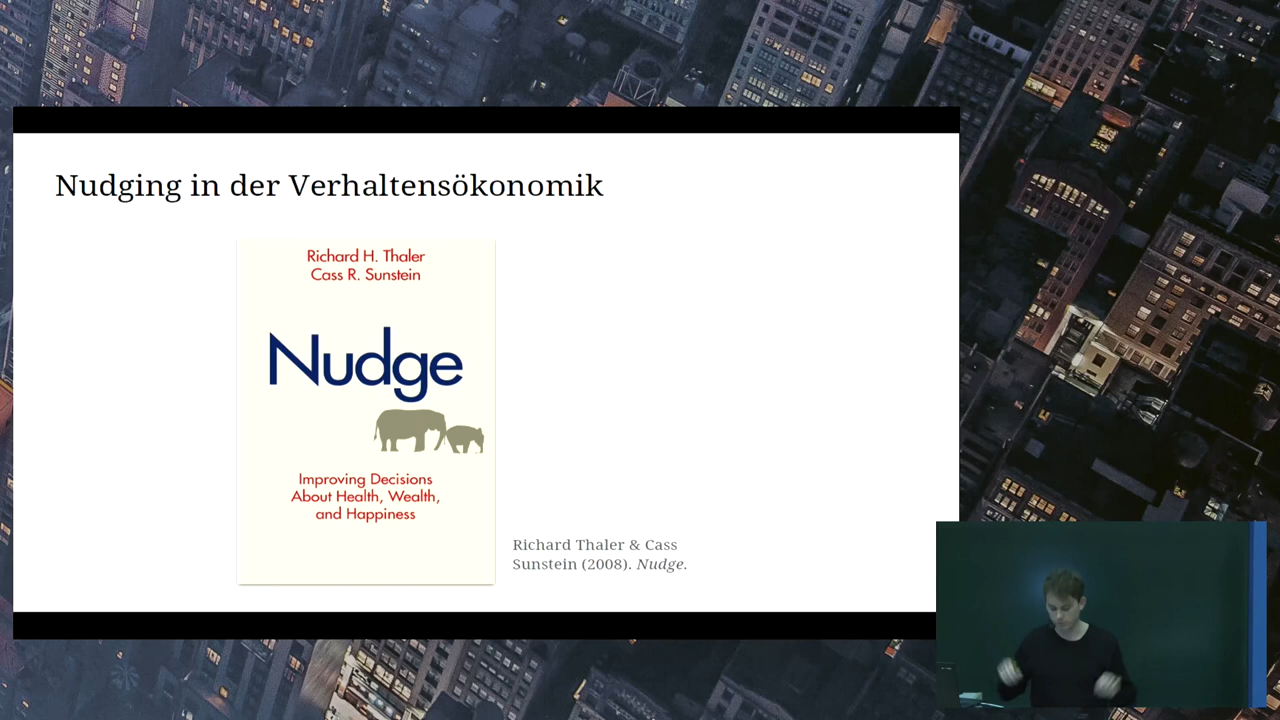 Nudging in der Verhaltensökonomik
Richard H. Thaler
Cass R. Sunstein
Nudge
Improving Decisions
About Health, Wealth,
and Happiness
Richard Thaler & Cass
Sunstein (2008). Nudge.